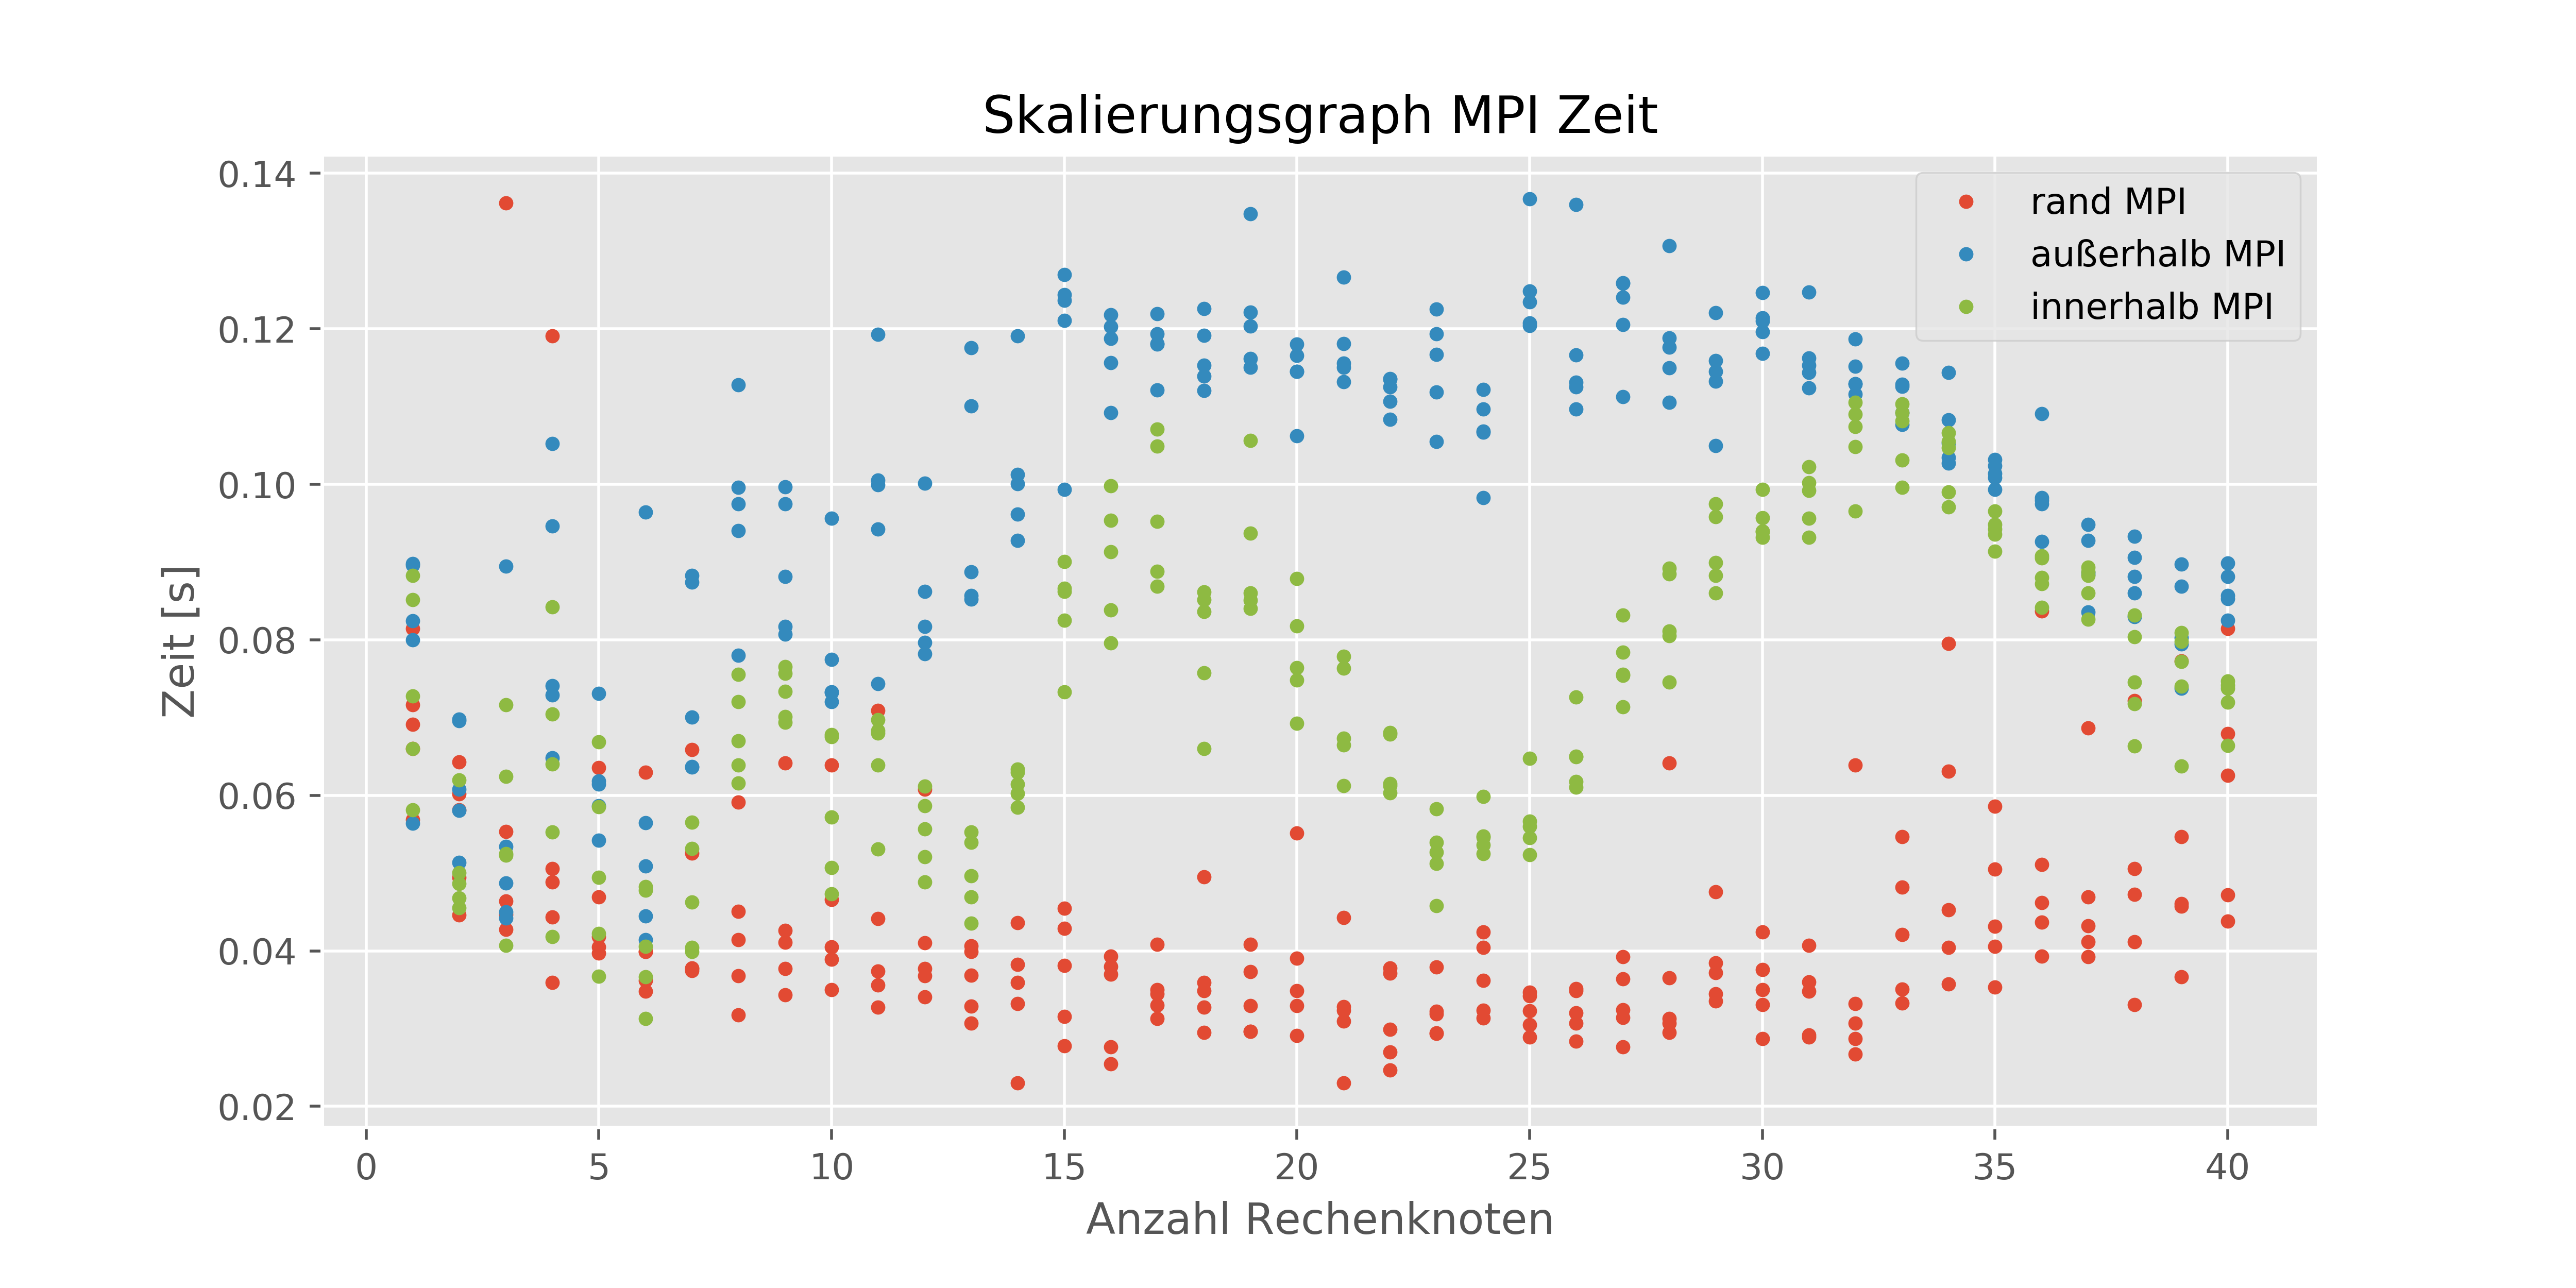 Skalierungsgraph MPI Zeit
0.14
0.12
0.10
0.08
0.06
0.04
0.02
Zeit [s]
rand MPI
außerhalb MPI
innerhalb MPI
0 5 10 15 20 25 30 35 40
Anzahl Rechenknoten